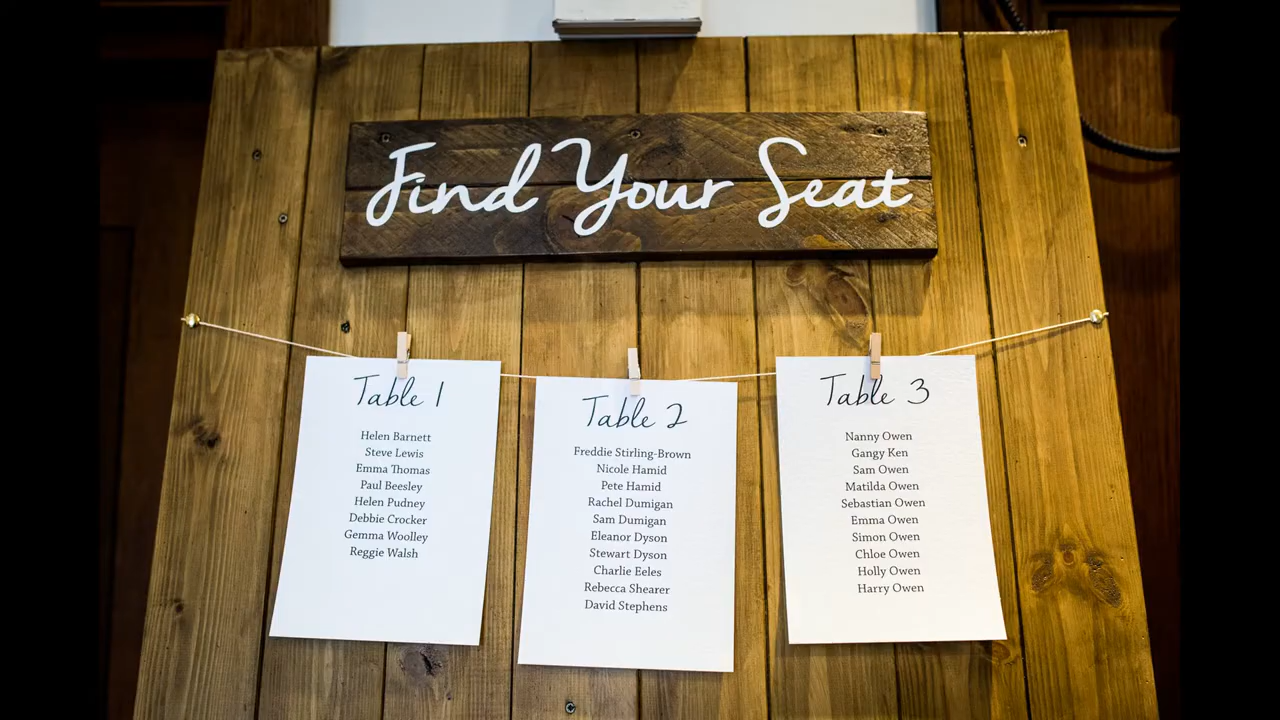 Find Your Seat
Table 1
Helen Barnett
Steve Lewis
Emma Thomas
Paul Beesley
Helen Pudney
Debbie Crocker
Gemma Woolley
Reggie Walsh
Table 2
Freddie Stirling-Brown
Nicole Hamid
Pete Hamid
Rachel Dumigan
Sam Dumigan
Eleanor Dyson
Stewart Dyson
Charlie Eeles
Rebecca Shearer
David Stephens
Table 3
Nanny Owen
Gangy Ken
Sam Owen
Matilda Owen
Sebastian Owen
Emma Owen
Simon Owen
Chloe Owen
Holly Owen
Harry Owen